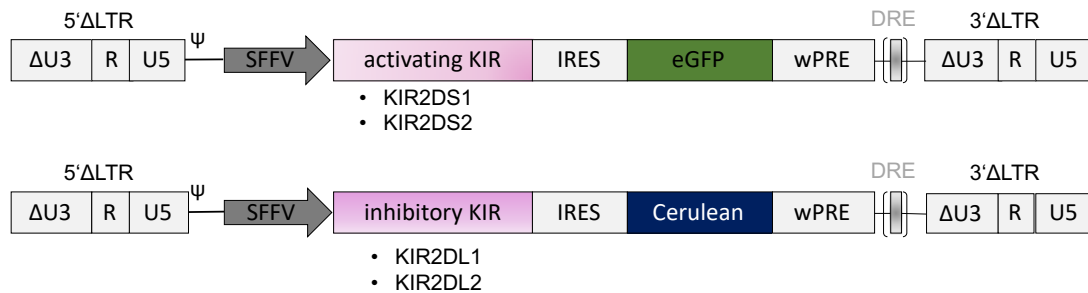 5‘ΔLTR DRE 3‘ΔLTR
ΔU3 R U5 Ψ SFFV activating KIR IRES eGFP wPRE ΔU3 R U5
• KIR2DS1
• KIR2DS2
5‘ΔLTR DRE 3‘ΔLTR
ΔU3 R U5 Ψ SFFV inhibitory KIR IRES Cerulean wPRE ΔU3 R U5
• KIR2DL1
• KIR2DL2